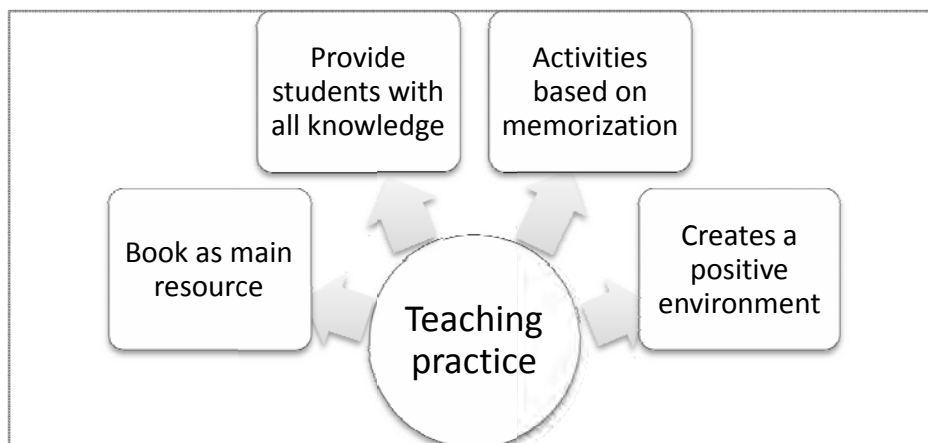 Provide
students with
all knowledge
Activities
based on
memorization
Book as main
resource
Creates a
positive
environment
Teaching
practice